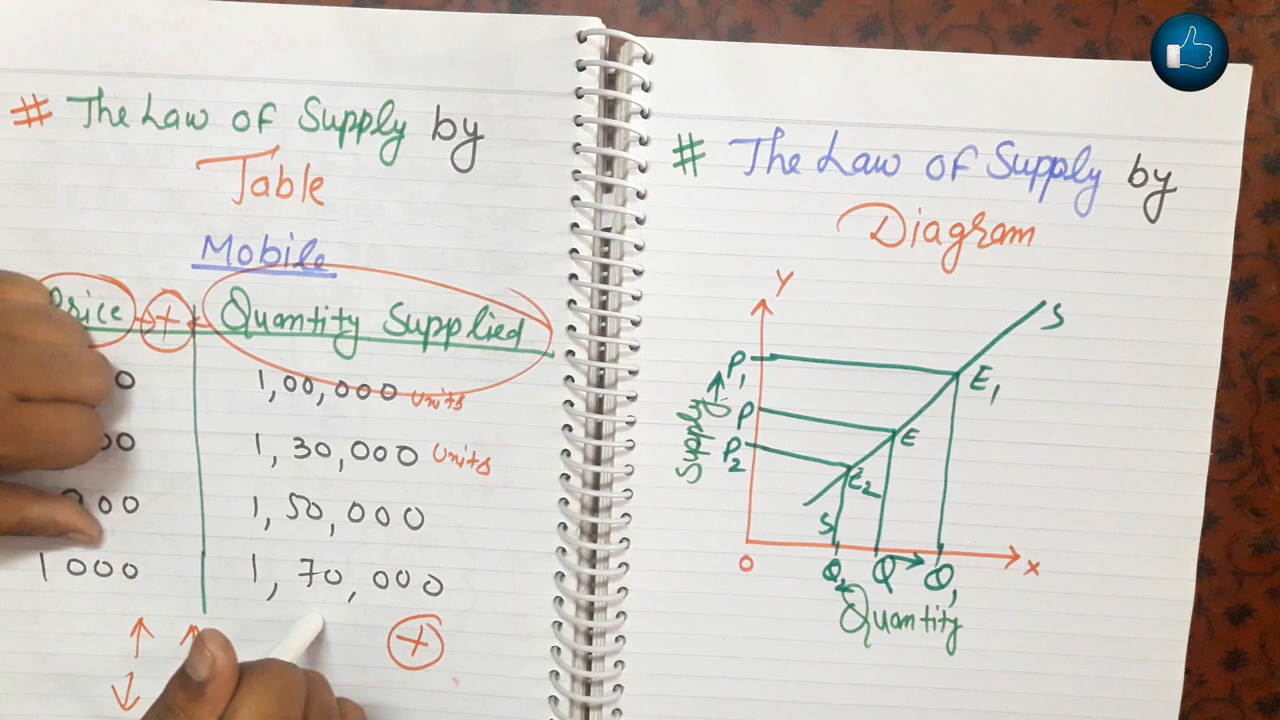 # The Law of Supply by
Table
Mobile
Price + Quantity Supplied
1,00,000 Units
1,30,000 Units
1,50,000
1000 1,70,000
+
# The Law of Supply by
Diagram
Y
S
P1
E1
P
E
P2
E2
Supply
S
O
Q2 Q Q1
X
Quantity